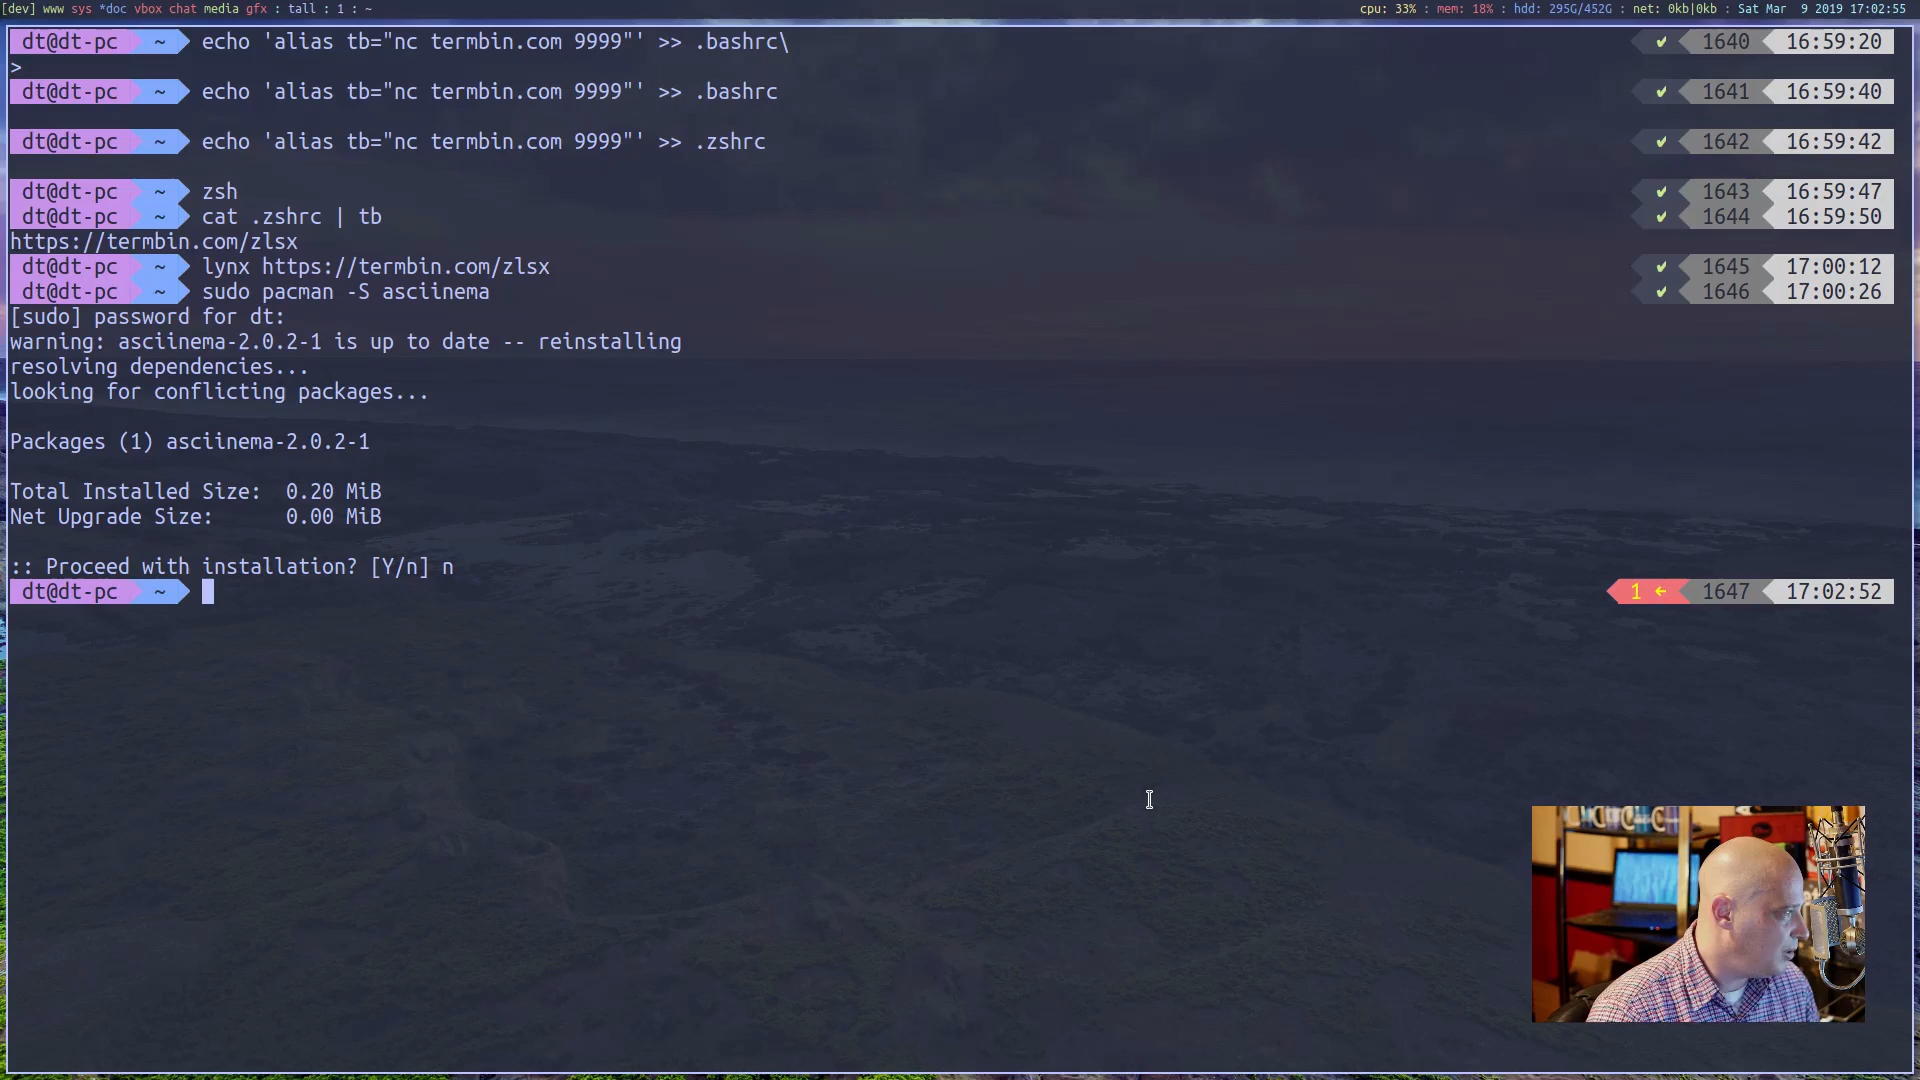 [dev] www sys *doc vbox chat media gfx : tall : 1 : ~ cpu: 33% : mem: 18% : hdd: 295G/452G : net: 0kb|0kb : Sat Mar 9 2019 17:02:55
dt@dt-pc ~ echo 'alias tb="nc termbin.com 9999"' >> .bashrc\ ✔ 1640 16:59:20
>
dt@dt-pc ~ echo 'alias tb="nc termbin.com 9999"' >> .bashrc ✔ 1641 16:59:40
dt@dt-pc ~ echo 'alias tb="nc termbin.com 9999"' >> .zshrc ✔ 1642 16:59:42
dt@dt-pc ~ zsh ✔ 1643 16:59:47
dt@dt-pc ~ cat .zshrc | tb ✔ 1644 16:59:50
https://termbin.com/zlsx
dt@dt-pc ~ lynx https://termbin.com/zlsx ✔ 1645 17:00:12
dt@dt-pc ~ sudo pacman -S asciinema ✔ 1646 17:00:26
[sudo] password for dt:
warning: asciinema-2.0.2-1 is up to date -- reinstalling
resolving dependencies...
looking for conflicting packages...
Packages (1) asciinema-2.0.2-1
Total Installed Size:  0.20 MiB
Net Upgrade Size:      0.00 MiB
:: Proceed with installation? [Y/n] n
dt@dt-pc ~ 1 ← 1647 17:02:52